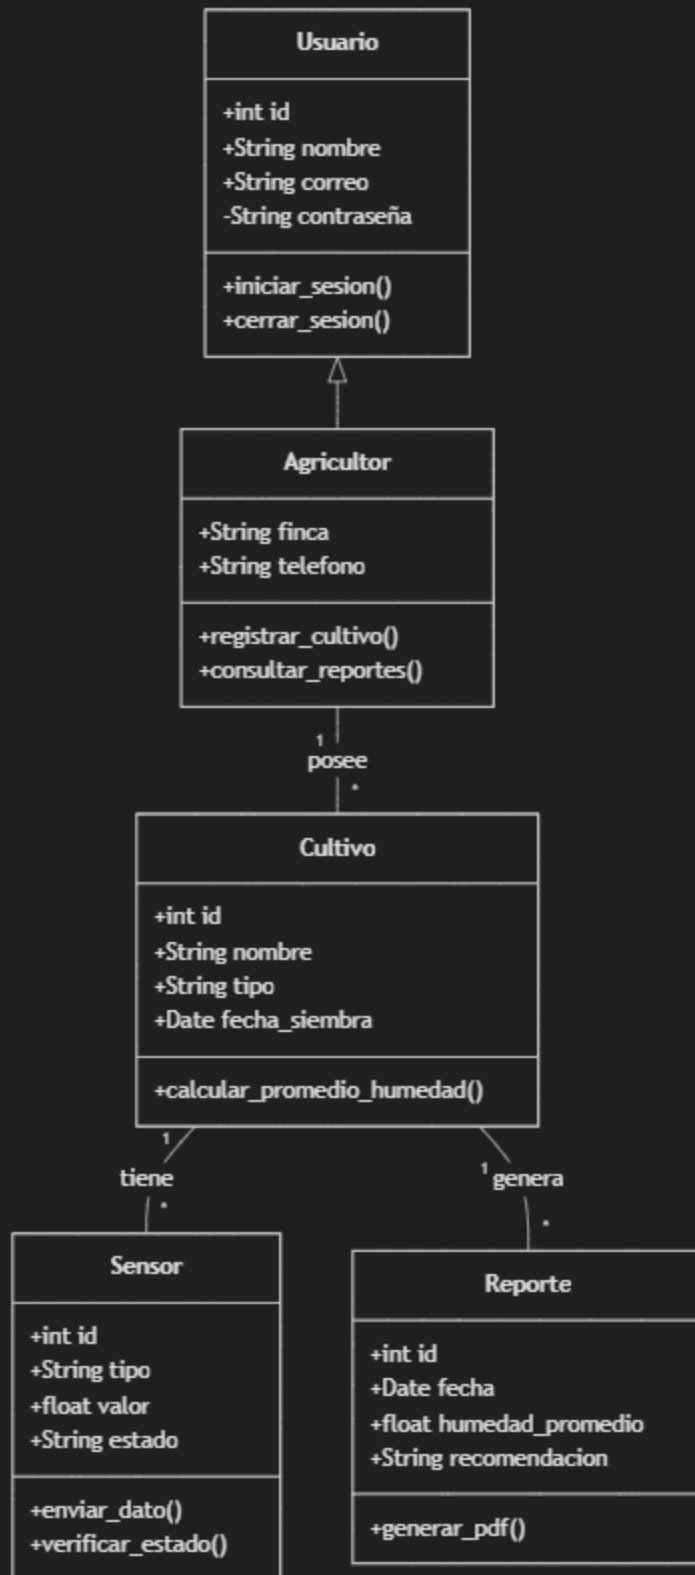 Usuario
+int id
+String nombre
+String correo
-String contraseña
+iniciar_sesion()
+cerrar_sesion()
Agricultor
+String finca
+String telefono
+registrar_cultivo()
+consultar_reportes()
1
posee
*
Cultivo
+int id
+String nombre
+String tipo
+Date fecha_siembra
+calcular_promedio_humedad()
1
tiene
*
1
genera
*
Sensor
+int id
+String tipo
+float valor
+String estado
+enviar_dato()
+verificar_estado()
Reporte
+int id
+Date fecha
+float humedad_promedio
+String recomendacion
+generar_pdf()